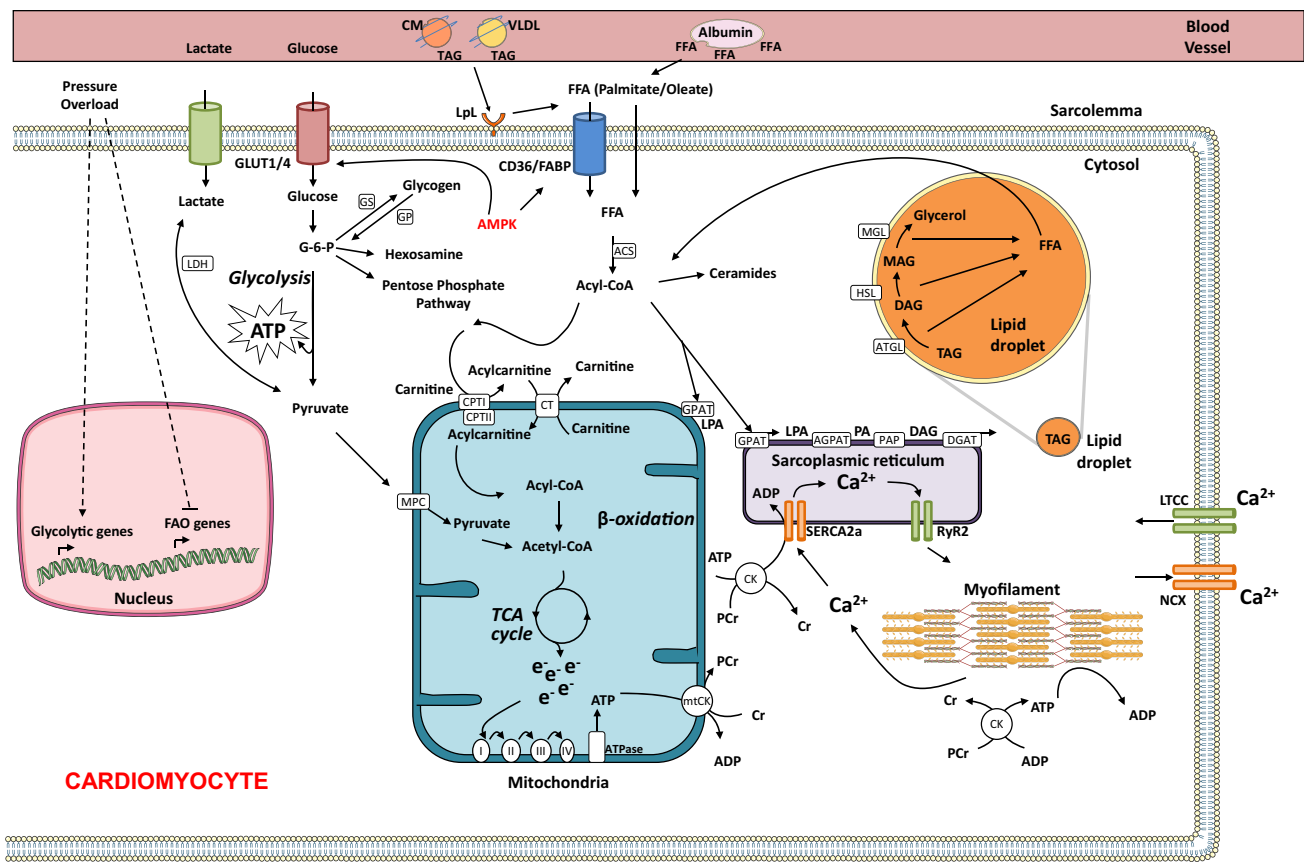 CM
VLDL
TAG
TAG
Albumin
FFA
FFA
FFA
Lactate
Glucose
Blood
Vessel
Pressure
Overload
LpL
FFA (Palmitate/Oleate)
Sarcolemma
GLUT1/4
CD36/FABP
Cytosol
Lactate
Glucose
GS
Glycogen
GP
AMPK
FFA
G-6-P
Hexosamine
ACS
LDH
Glycolysis
Pentose Phosphate
Pathway
Acyl-CoA
Ceramides
ATP
Pyruvate
MGL
Glycerol
FFA
MAG
HSL
DAG
Lipid
droplet
ATGL
TAG
TAG
Lipid
droplet
Carnitine
Acylcarnitine
Carnitine
CPTI
CPTII
CT
Acylcarnitine
Carnitine
GPAT
LPA
GPAT
LPA
AGPAT
PA
PAP
DAG
DGAT
Sarcoplasmic reticulum
Ca2+
ADP
SERCA2a
RyR2
LTCC
Ca2+
NCX
Ca2+
MPC
Pyruvate
Acyl-CoA
β-oxidation
Acetyl-CoA
TCA
cycle
e-
e-
e-
e-
e-
I
II
III
IV
ATP
ATPase
mtCK
PCr
Cr
ADP
Mitochondria
ATP
CK
PCr
Cr
Ca2+
Myofilament
Cr
ATP
CK
PCr
ADP
ADP
Glycolytic genes
FAO genes
Nucleus
CARDIOMYOCYTE